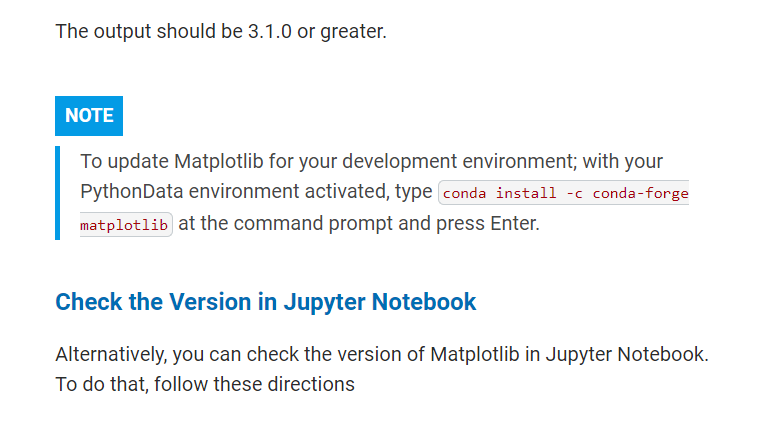 The output should be 3.1.0 or greater.
NOTE
To update Matplotlib for your development environment; with your
PythonData environment activated, type conda install -c conda-forge
matplotlib at the command prompt and press Enter.
Check the Version in Jupyter Notebook
Alternatively, you can check the version of Matplotlib in Jupyter Notebook.
To do that, follow these directions